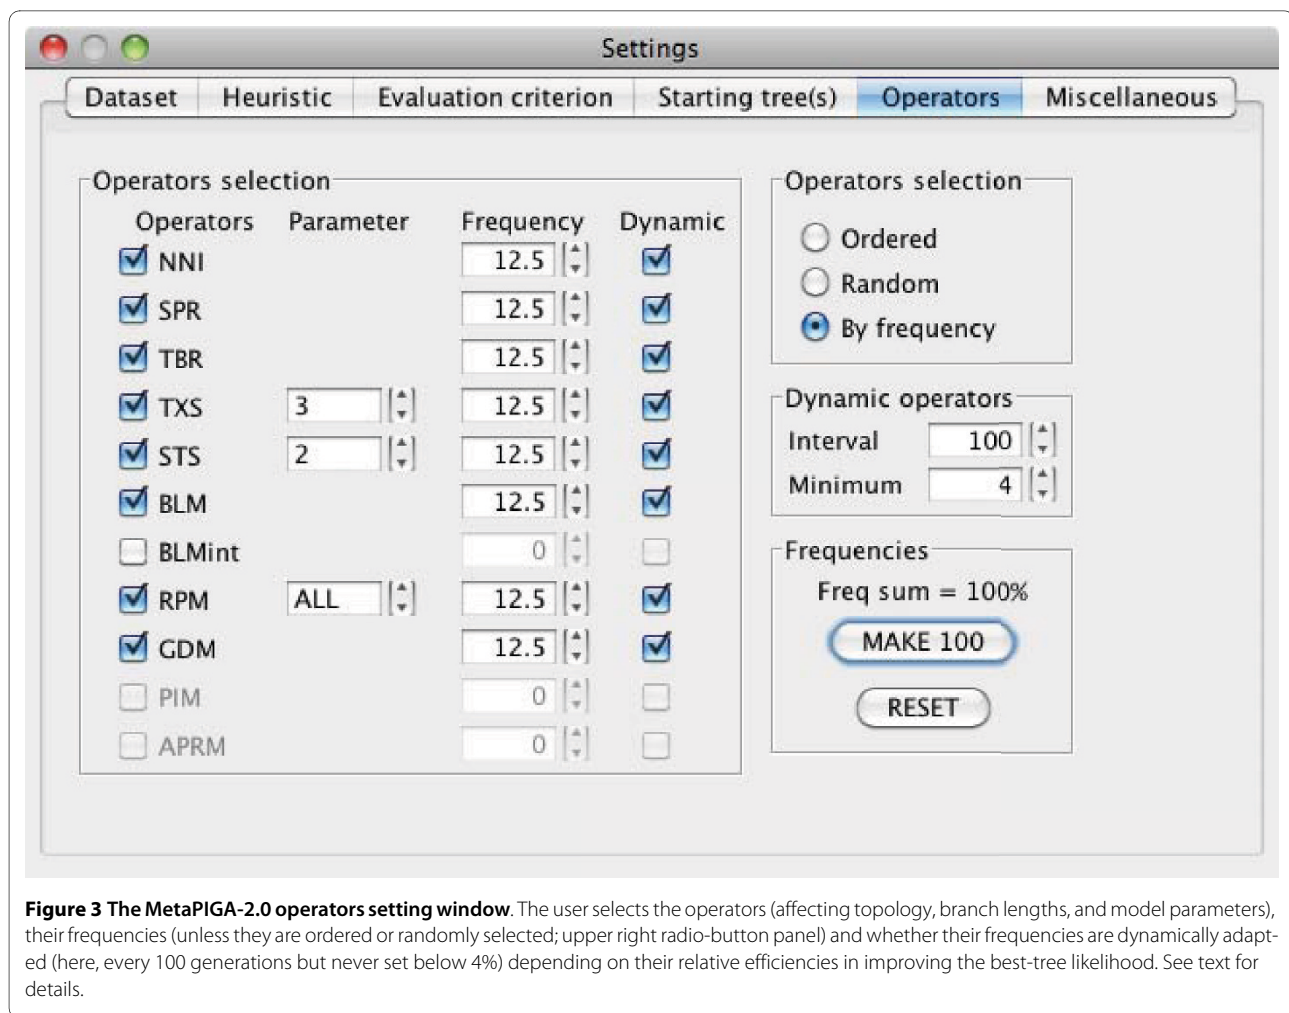 Settings
Dataset Heuristic Evaluation criterion Starting tree(s) Operators Miscellaneous
Operators selection
Operators Parameter Frequency Dynamic
NNI 12.5
SPR 12.5
TBR 12.5
TXS 3 12.5
STS 2 12.5
BLM 12.5
BLMint 0
RPM ALL 12.5
GDM 12.5
PIM 0
APRM 0
Operators selection
Ordered
Random
By frequency
Dynamic operators
Interval 100
Minimum 4
Frequencies
Freq sum = 100%
MAKE 100
RESET
Figure 3 The MetaPIGA-2.0 operators setting window. The user selects the operators (affecting topology, branch lengths, and model parameters),
their frequencies (unless they are ordered or randomly selected; upper right radio-button panel) and whether their frequencies are dynamically adapt-
ed (here, every 100 generations but never set below 4%) depending on their relative efficiencies in improving the best-tree likelihood. See text for
details.